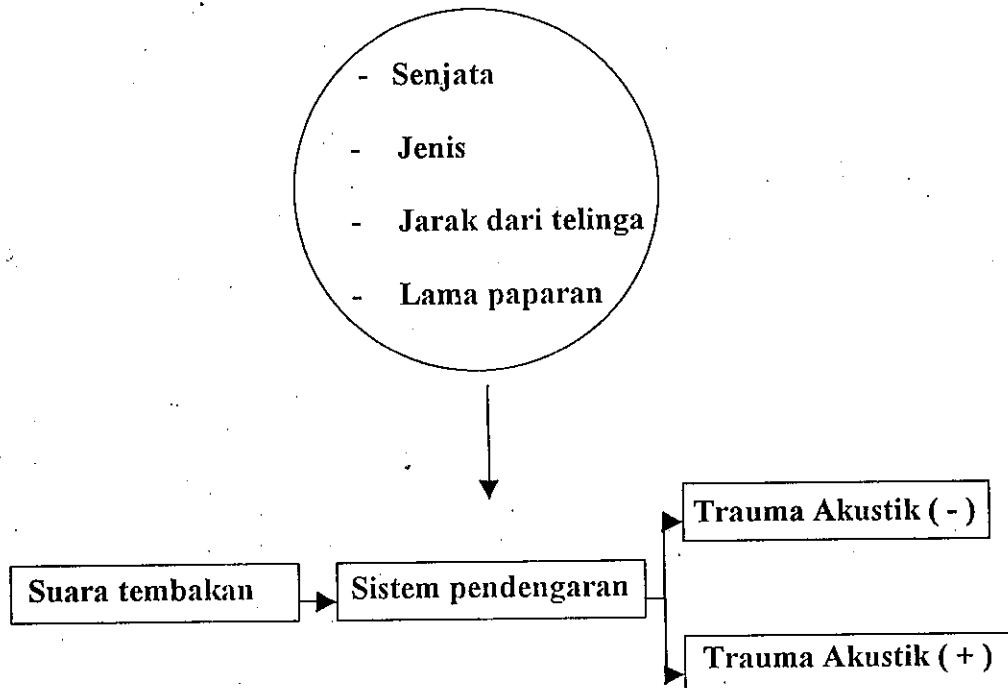 - Senjata
- Jenis
- Jarak dari telinga
- Lama paparan
Trauma Akustik ( - )
Suara tembakan
Sistem pendengaran
Trauma Akustik ( + )